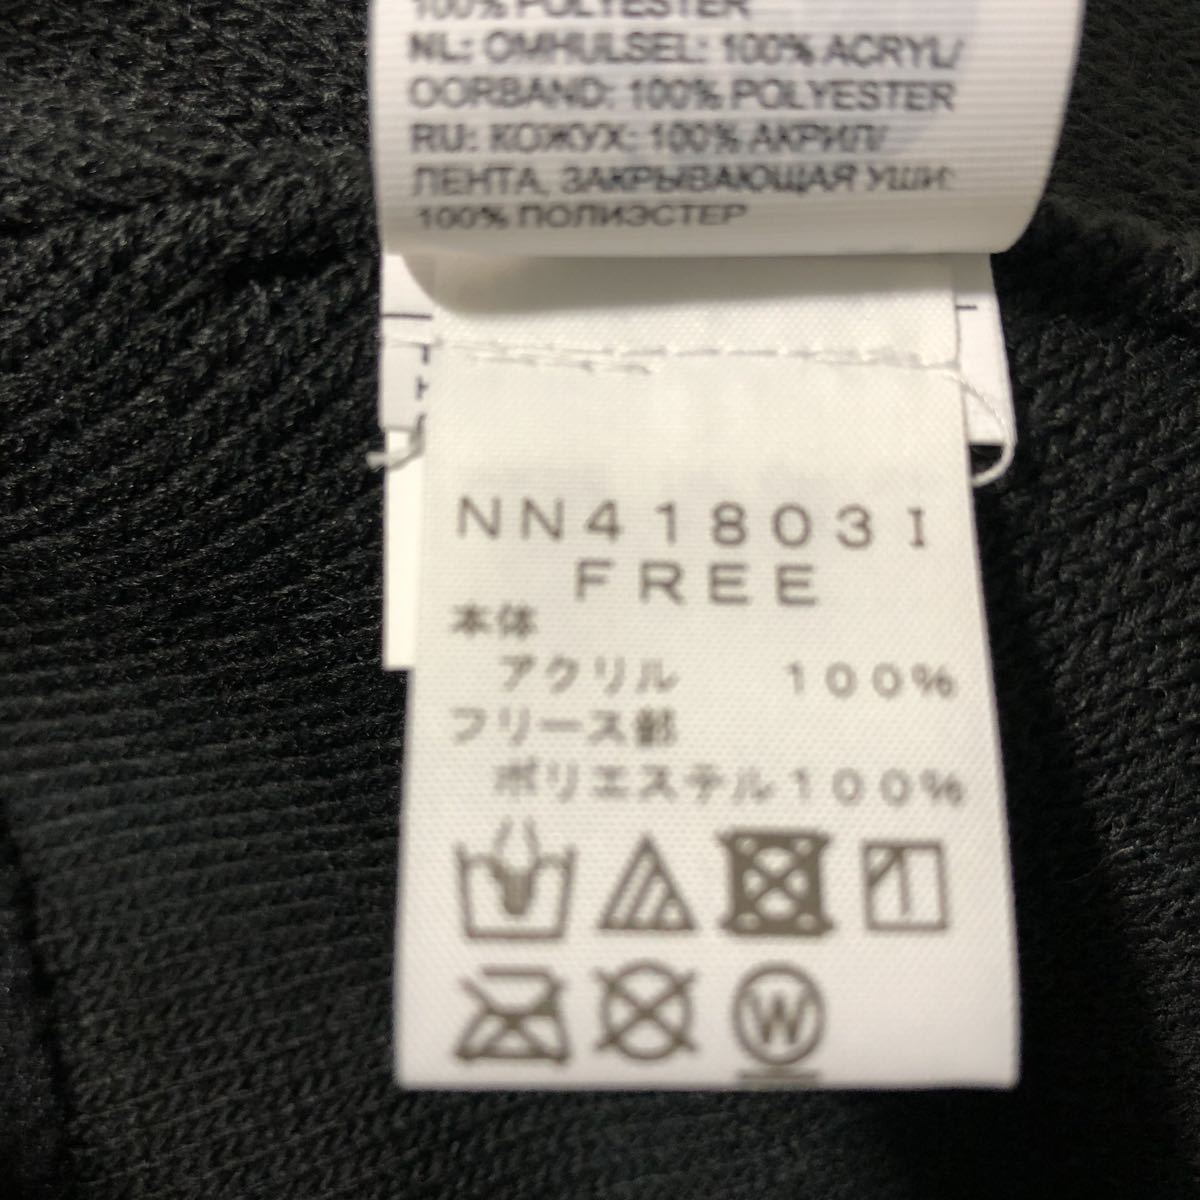 100% POLYESTER
NL: OMHULSEL: 100% ACRYL/
OORBAND: 100% POLYESTER
RU: КОЖУХ: 100% АКРИЛ/
ЛЕНТА, ЗАКРЫВАЮЩАЯ УШИ:
100% ПОЛИЭСТЕР
NN41803I
FREE
本体
アクリル 100%
フリース部
ポリエステル100%
W